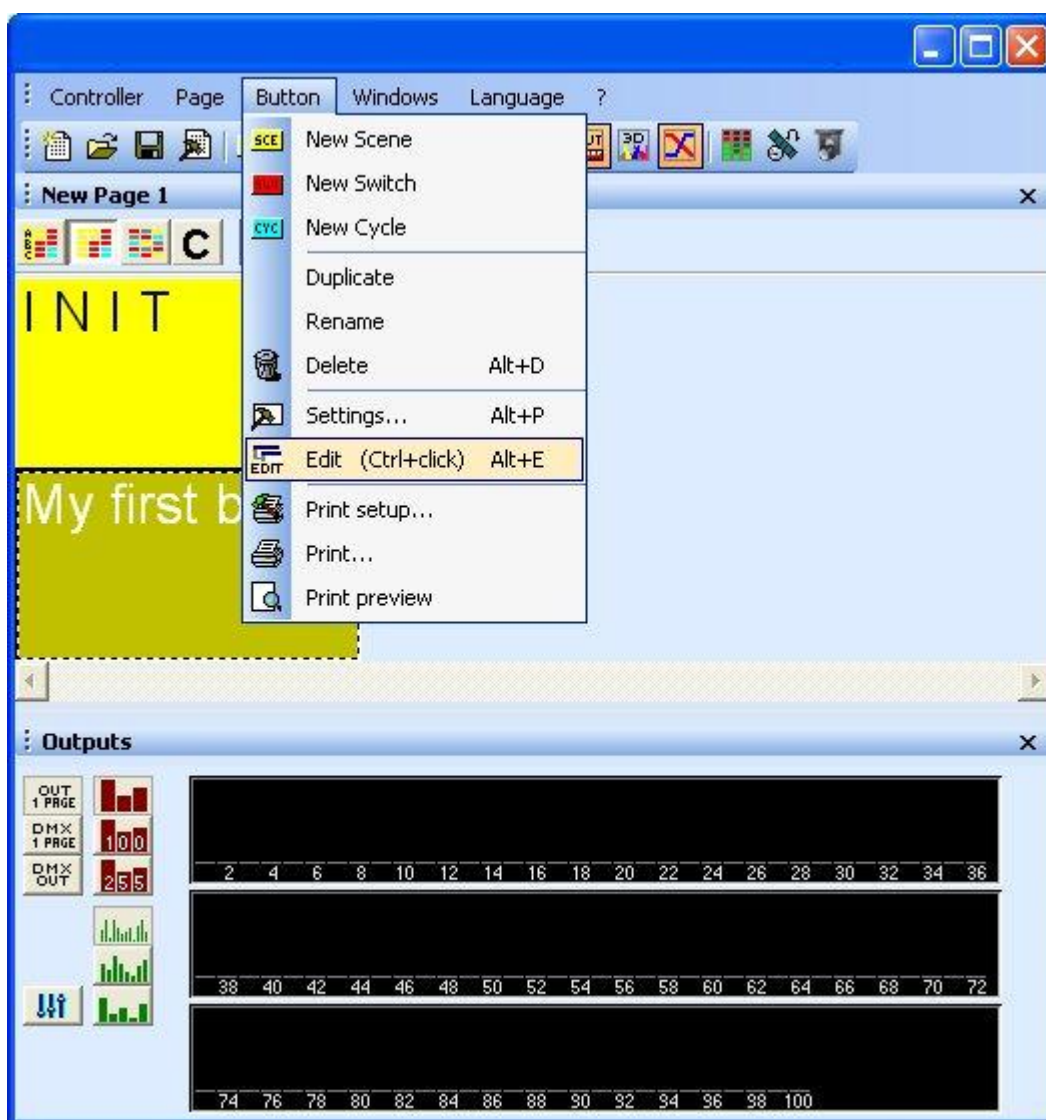 Controller Page Button Windows Language ?
SCE New Scene
New Switch
CYC New Cycle
Duplicate
Rename
Delete Alt+D
Settings... Alt+P
EDIT Edit (Ctrl+click) Alt+E
Print setup...
Print...
Print preview
3D
New Page 1
A B C
C
INIT
My first b
Outputs
OUT
1 PAGE
DMX
1 PAGE
100
DMX
OUT
255
2 4 6 8 10 12 14 16 18 20 22 24 26 28 30 32 34 36
38 40 42 44 46 48 50 52 54 56 58 60 62 64 66 68 70 72
74 76 78 80 82 84 86 88 90 92 94 96 98 100